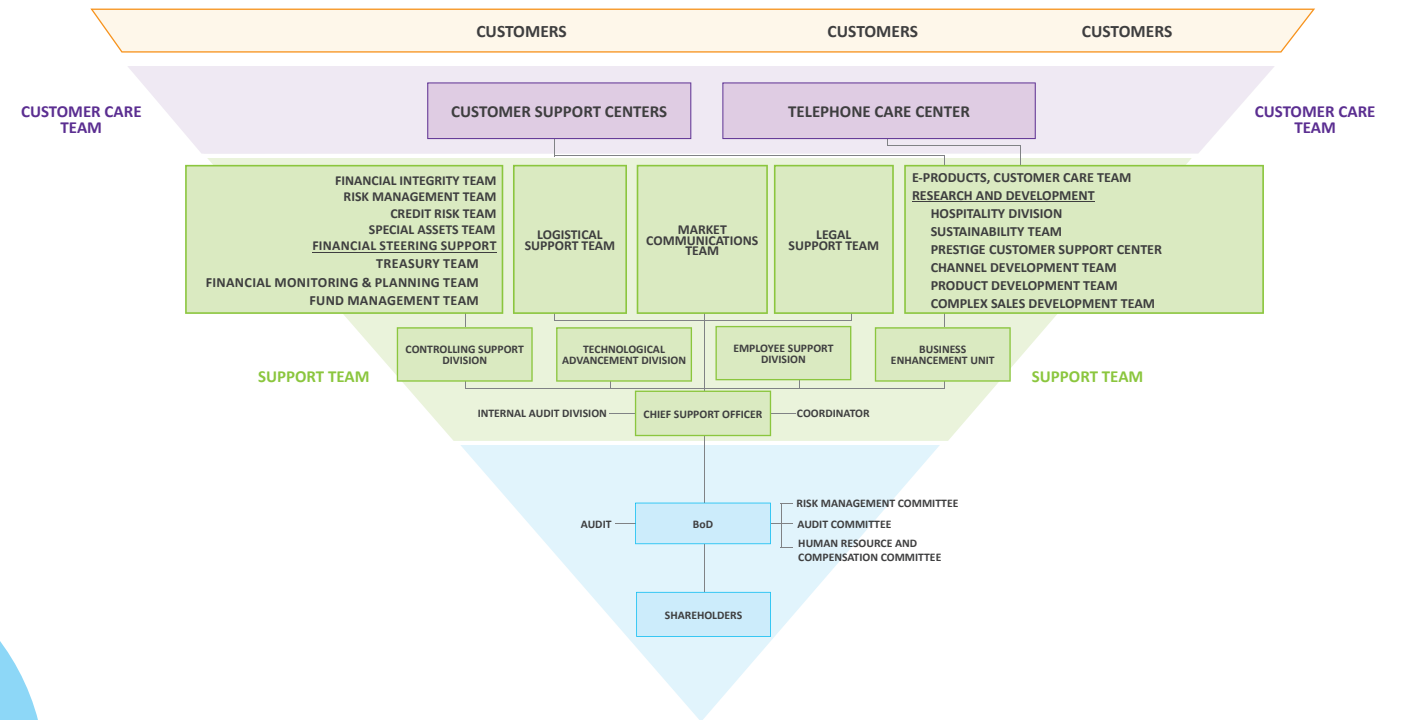 CUSTOMERS CUSTOMERS CUSTOMERS
CUSTOMER CARE
TEAM
CUSTOMER SUPPORT CENTERS
TELEPHONE CARE CENTER
CUSTOMER CARE
TEAM
FINANCIAL INTEGRITY TEAM
RISK MANAGEMENT TEAM
CREDIT RISK TEAM
SPECIAL ASSETS TEAM
FINANCIAL STEERING SUPPORT
TREASURY TEAM
FINANCIAL MONITORING & PLANNING TEAM
FUND MANAGEMENT TEAM
LOGISTICAL
SUPPORT TEAM
MARKET
COMMUNICATIONS
TEAM
LEGAL
SUPPORT TEAM
E-PRODUCTS, CUSTOMER CARE TEAM
RESEARCH AND DEVELOPMENT
HOSPITALITY DIVISION
SUSTAINABILITY TEAM
PRESTIGE CUSTOMER SUPPORT CENTER
CHANNEL DEVELOPMENT TEAM
PRODUCT DEVELOPMENT TEAM
COMPLEX SALES DEVELOPMENT TEAM
SUPPORT TEAM
CONTROLLING SUPPORT
DIVISION
TECHNOLOGICAL
ADVANCEMENT DIVISION
EMPLOYEE SUPPORT
DIVISION
BUSINESS
ENHANCEMENT UNIT
SUPPORT TEAM
INTERNAL AUDIT DIVISION
CHIEF SUPPORT OFFICER
COORDINATOR
AUDIT
BoD
RISK MANAGEMENT COMMITTEE
AUDIT COMMITTEE
HUMAN RESOURCE AND
COMPENSATION COMMITTEE
SHAREHOLDERS